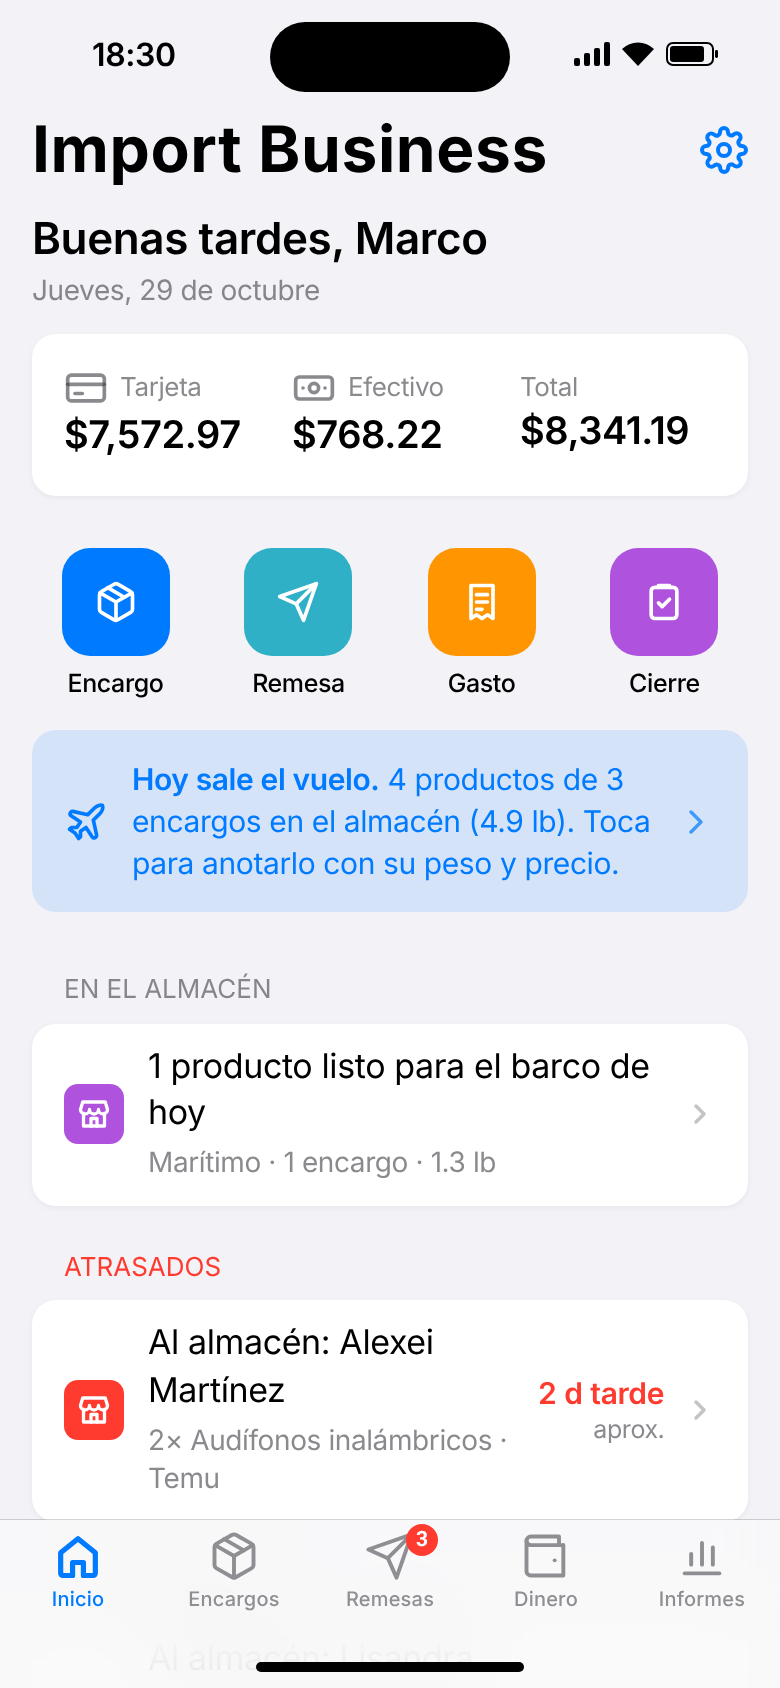 18:30
Import Business
Buenas tardes, Marco
Jueves, 29 de octubre
Tarjeta
$7,572.97
Efectivo
$768.22
Total
$8,341.19
Encargo
Remesa
Gasto
Cierre
Hoy sale el vuelo. 4 productos de 3
encargos en el almacén (4.9 lb). Toca
para anotarlo con su peso y precio.
EN EL ALMACÉN
1 producto listo para el barco de
hoy
Marítimo · 1 encargo · 1.3 lb
ATRASADOS
Al almacén: Alexei
Martínez
2× Audífonos inalámbricos ·
Temu
2 d tarde
aprox.
3
Inicio
Encargos
Remesas
Dinero
Informes
Al almacén: Lisandra